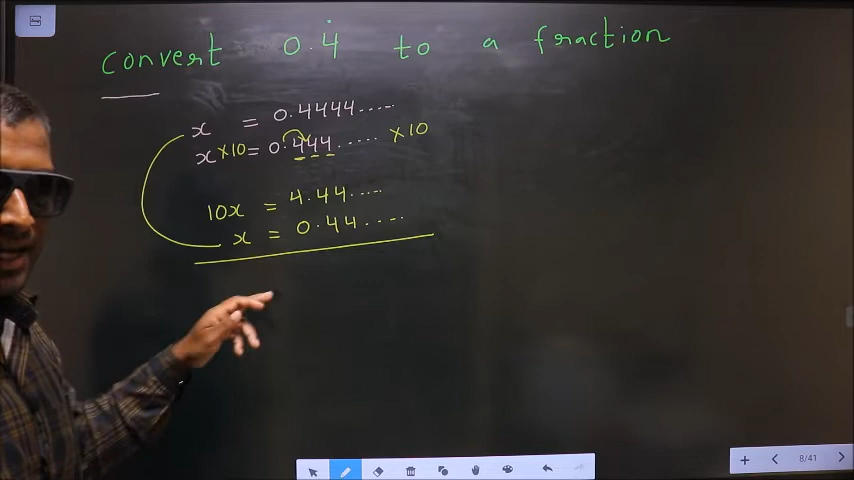 convert 0.4̇ to a fraction
x = 0.4444.....
x ×10 = 0.444..... ×10
10x = 4.44.....
x = 0.44.....
8/41